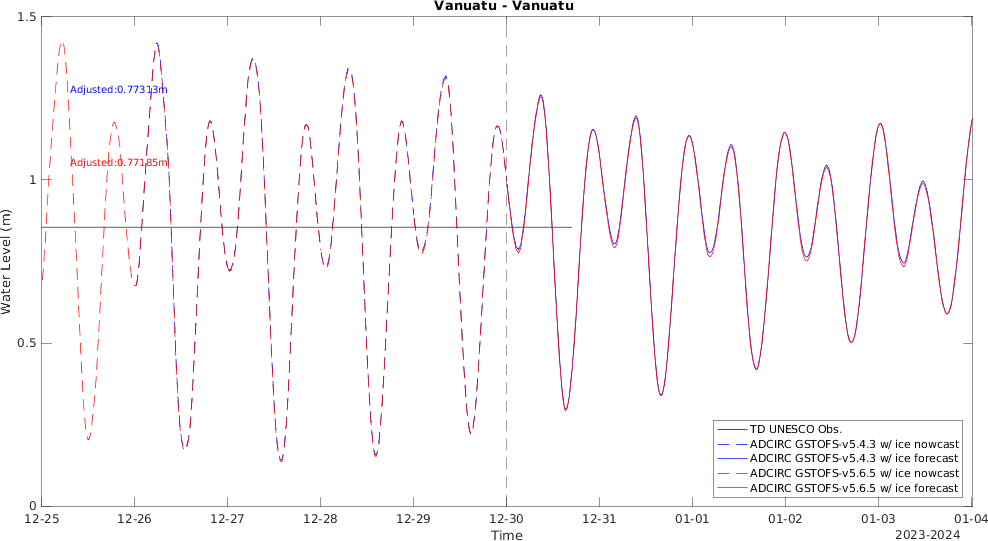 Vanuatu - Vanuatu
1.5
Adjusted:0.77313m
Adjusted:0.77185m
1
Water Level (m)
0.5
TD UNESCO Obs.
ADCIRC GSTOFS-v5.4.3 w/ ice nowcast
ADCIRC GSTOFS-v5.4.3 w/ ice forecast
ADCIRC GSTOFS-v5.6.5 w/ ice nowcast
ADCIRC GSTOFS-v5.6.5 w/ ice forecast
0
12-25 12-26 12-27 12-28 12-29 12-30 12-31 01-01 01-02 01-03 01-04
Time
2023-2024